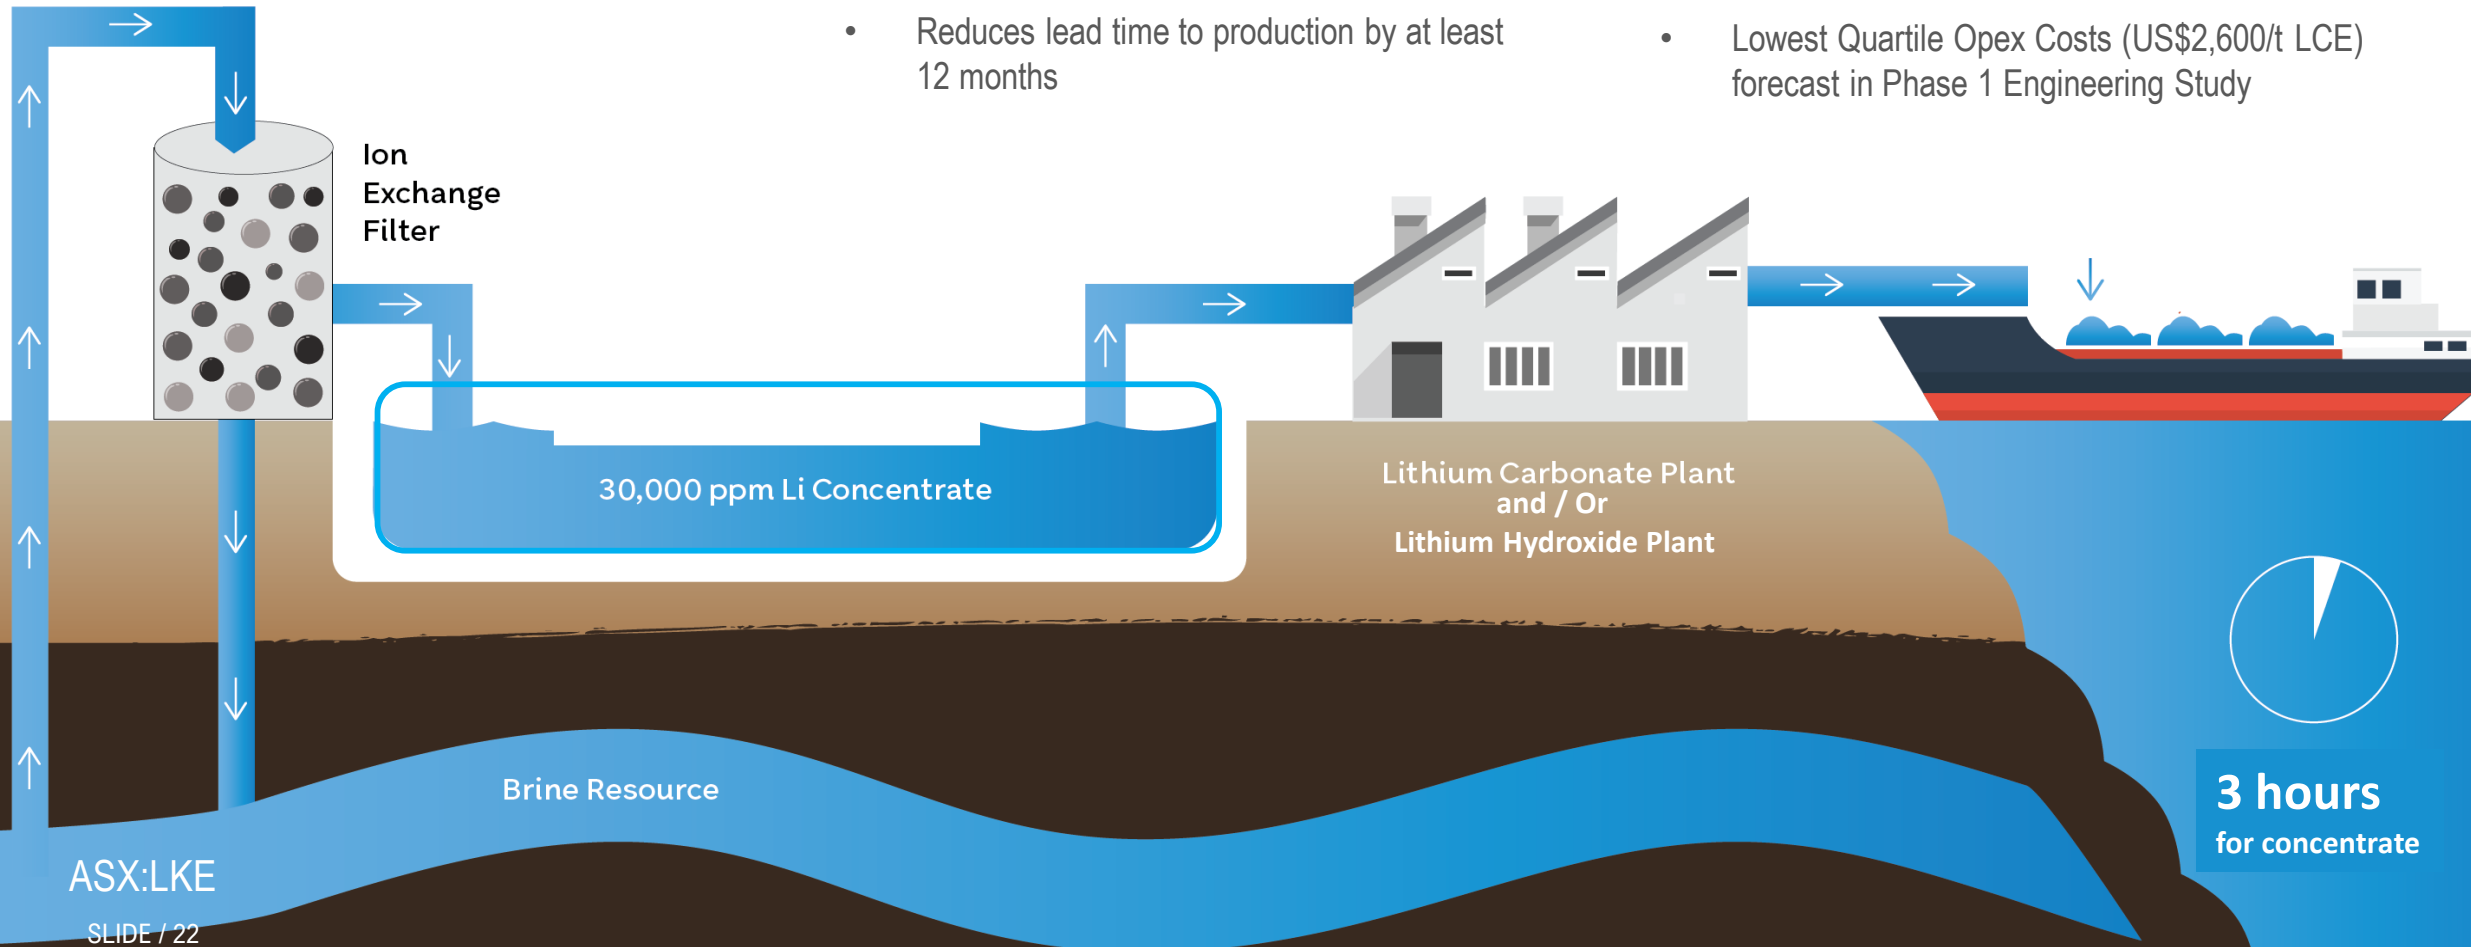 • Reduces lead time to production by at least
12 months
• Lowest Quartile Opex Costs (US$2,600/t LCE)
forecast in Phase 1 Engineering Study
Ion
Exchange
Filter
30,000 ppm Li Concentrate
Lithium Carbonate Plant
and / Or
Lithium Hydroxide Plant
Brine Resource
3 hours
for concentrate
ASX:LKE
SLIDE / 22